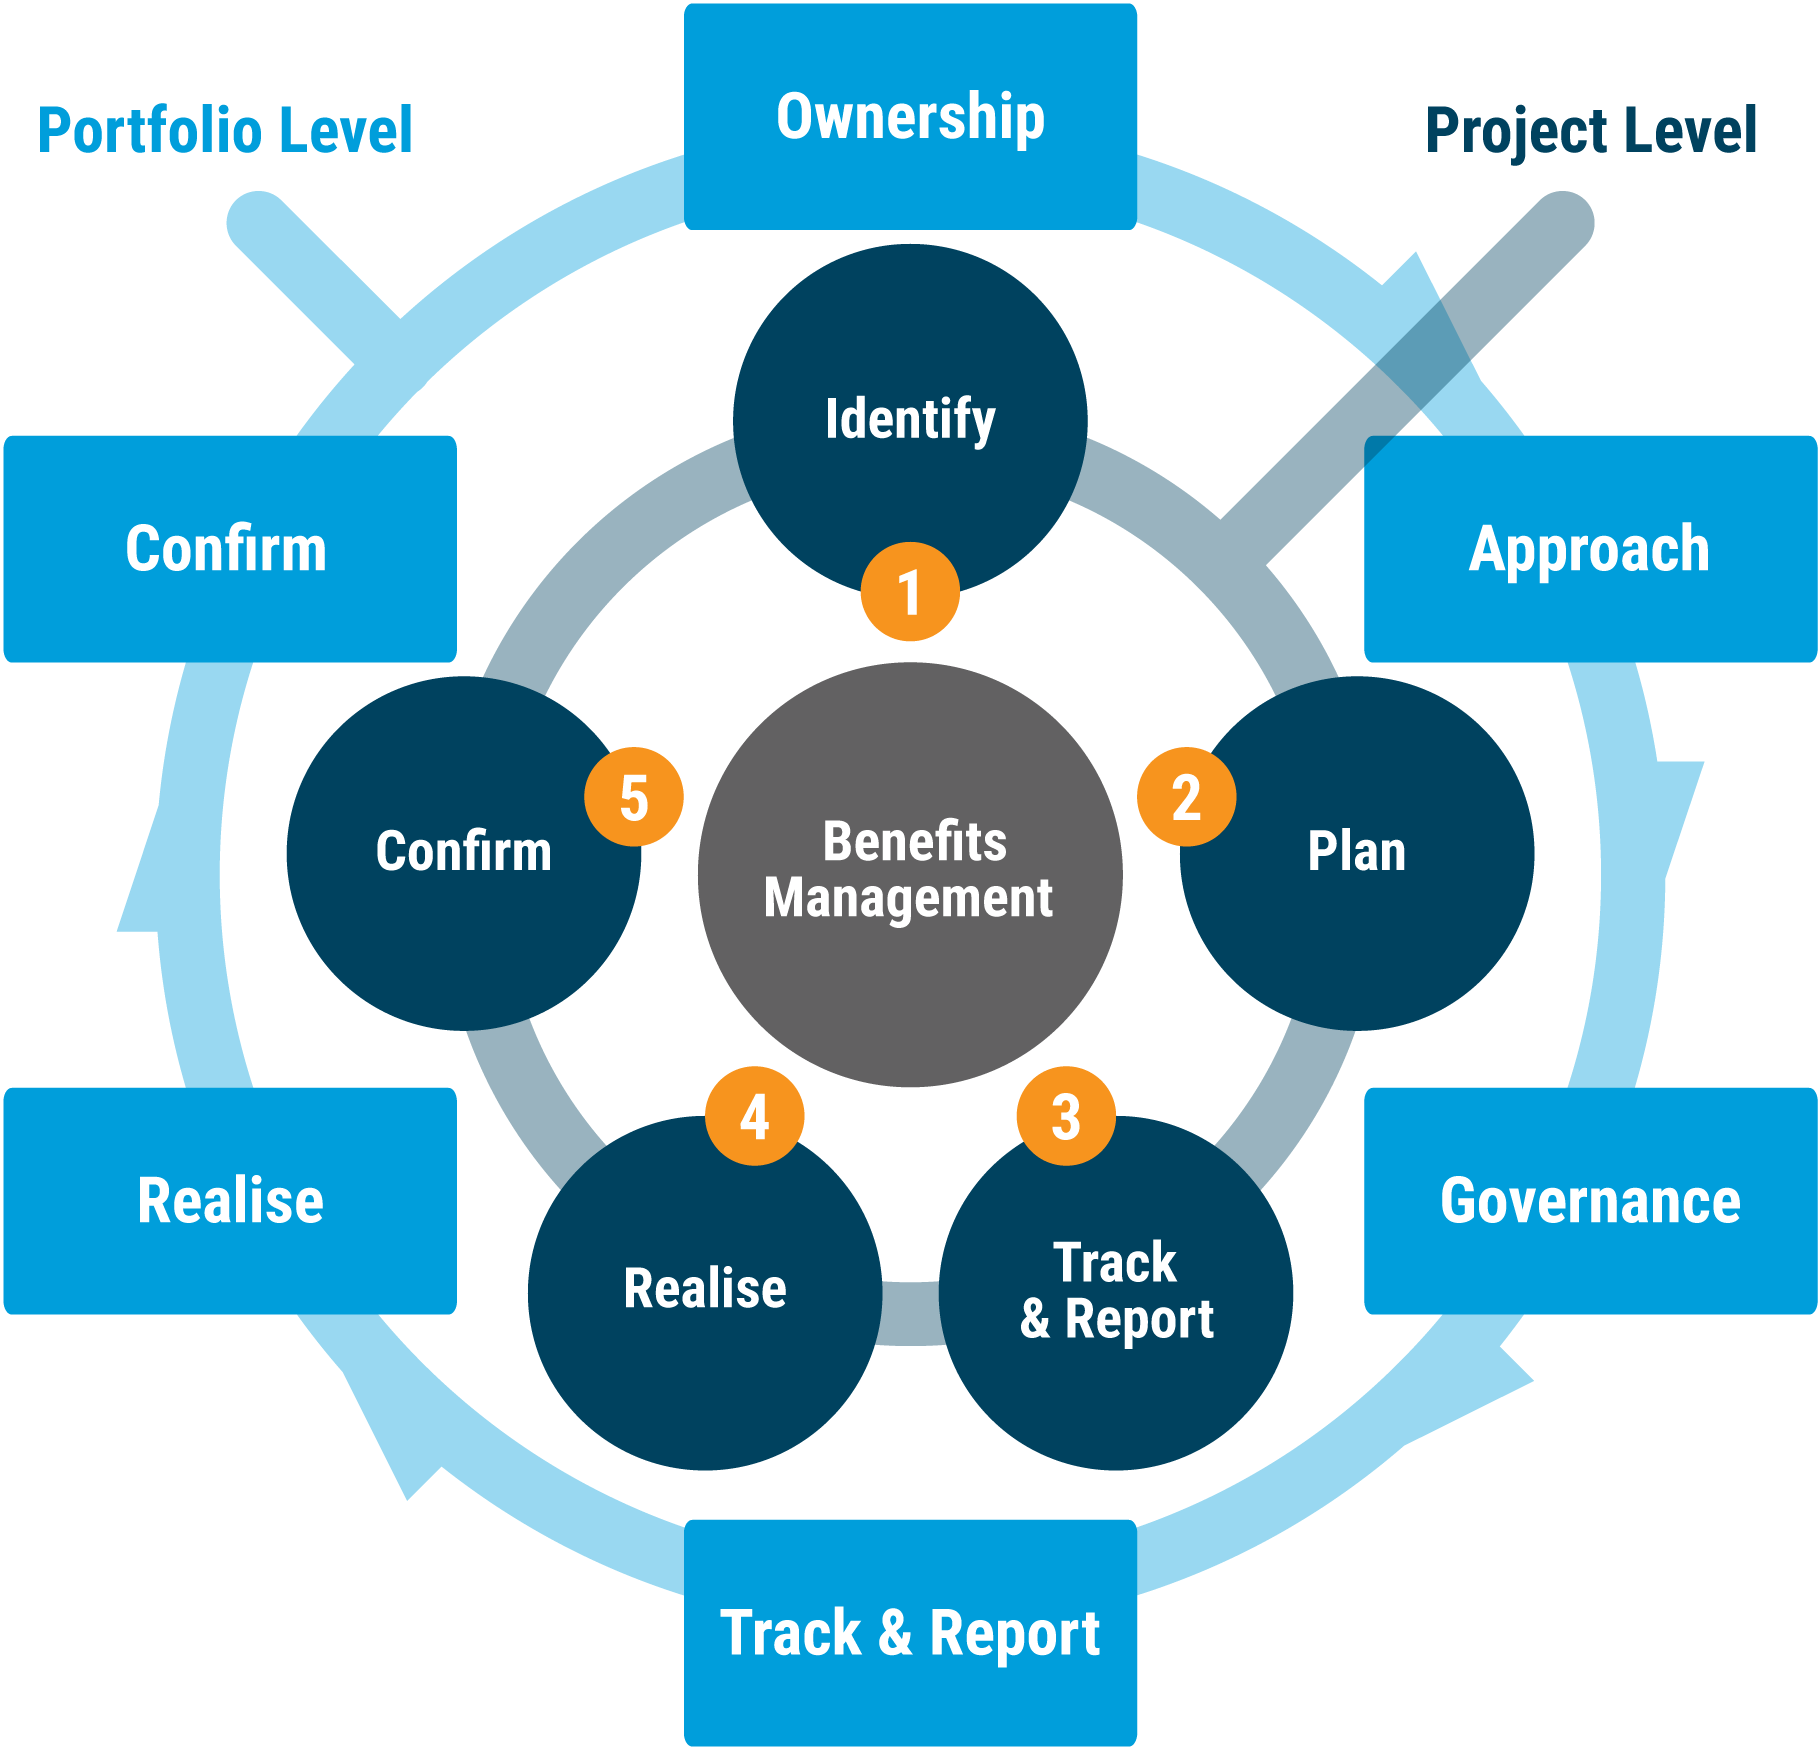 Portfolio Level
Project Level
Ownership
Approach
Governance
Track & Report
Realise
Confirm
Identify
1
Plan
2
Track
& Report
3
Realise
4
Confirm
5
Benefits
Management